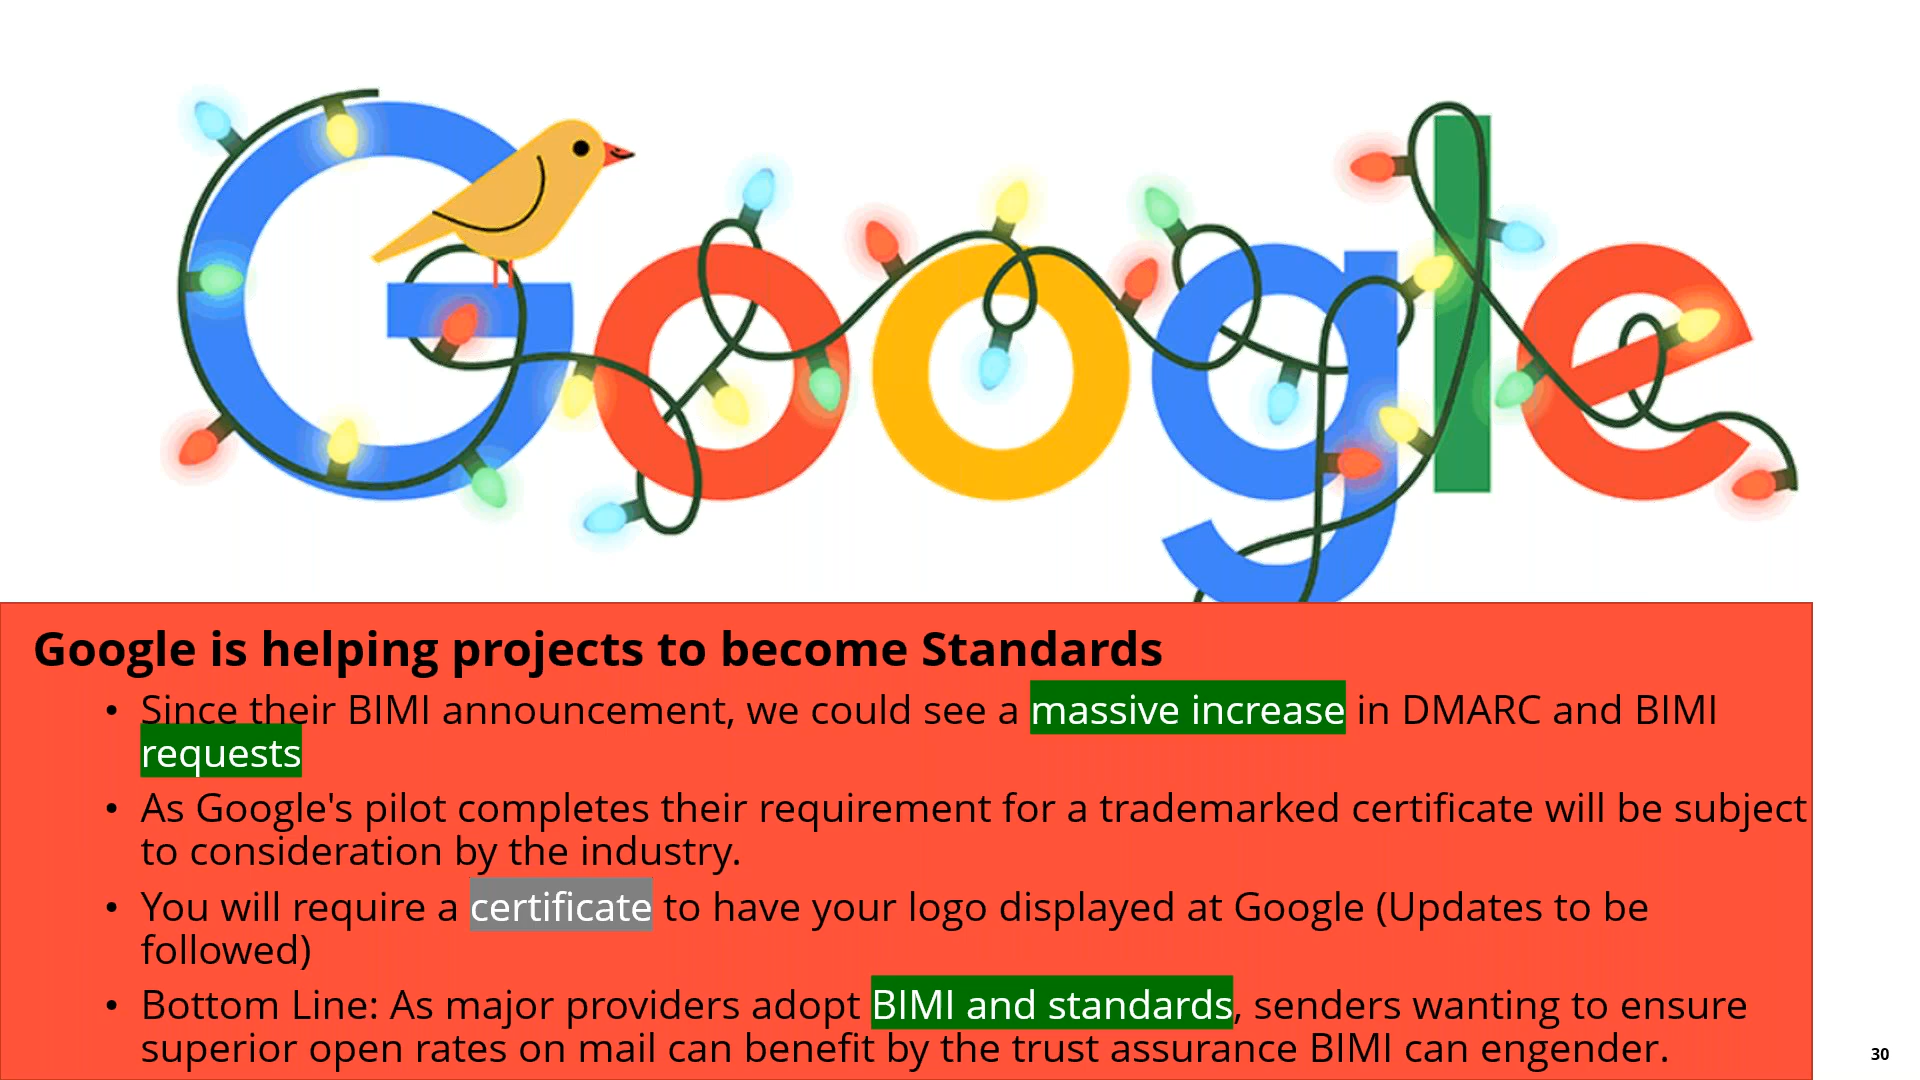 Google
Google is helping projects to become Standards
• Since their BIMI announcement, we could see a massive increase in DMARC and BIMI
requests
• As Google's pilot completes their requirement for a trademarked certificate will be subject
to consideration by the industry.
• You will require a certificate to have your logo displayed at Google (Updates to be
followed)
• Bottom Line: As major providers adopt BIMI and standards, senders wanting to ensure
superior open rates on mail can benefit by the trust assurance BIMI can engender.
30